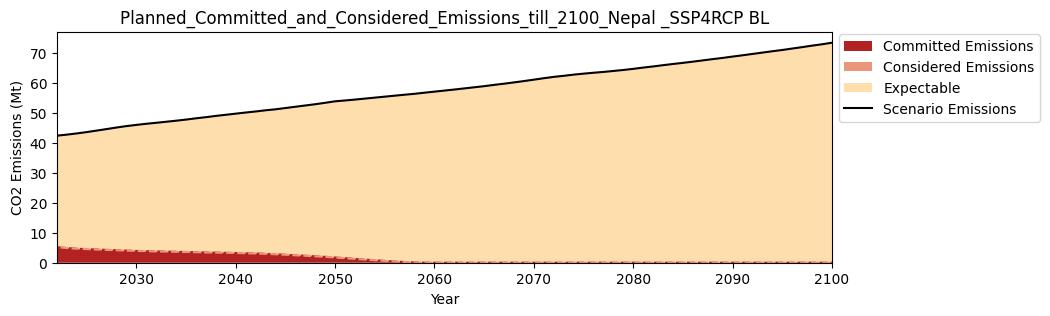 Planned_Committed_and_Considered_Emissions_till_2100_Nepal _SSP4RCP BL
CO2 Emissions (Mt)
70
60
50
40
30
20
10
0
2030 2040 2050 2060 2070 2080 2090 2100
Year
Committed Emissions
Considered Emissions
Expectable
Scenario Emissions